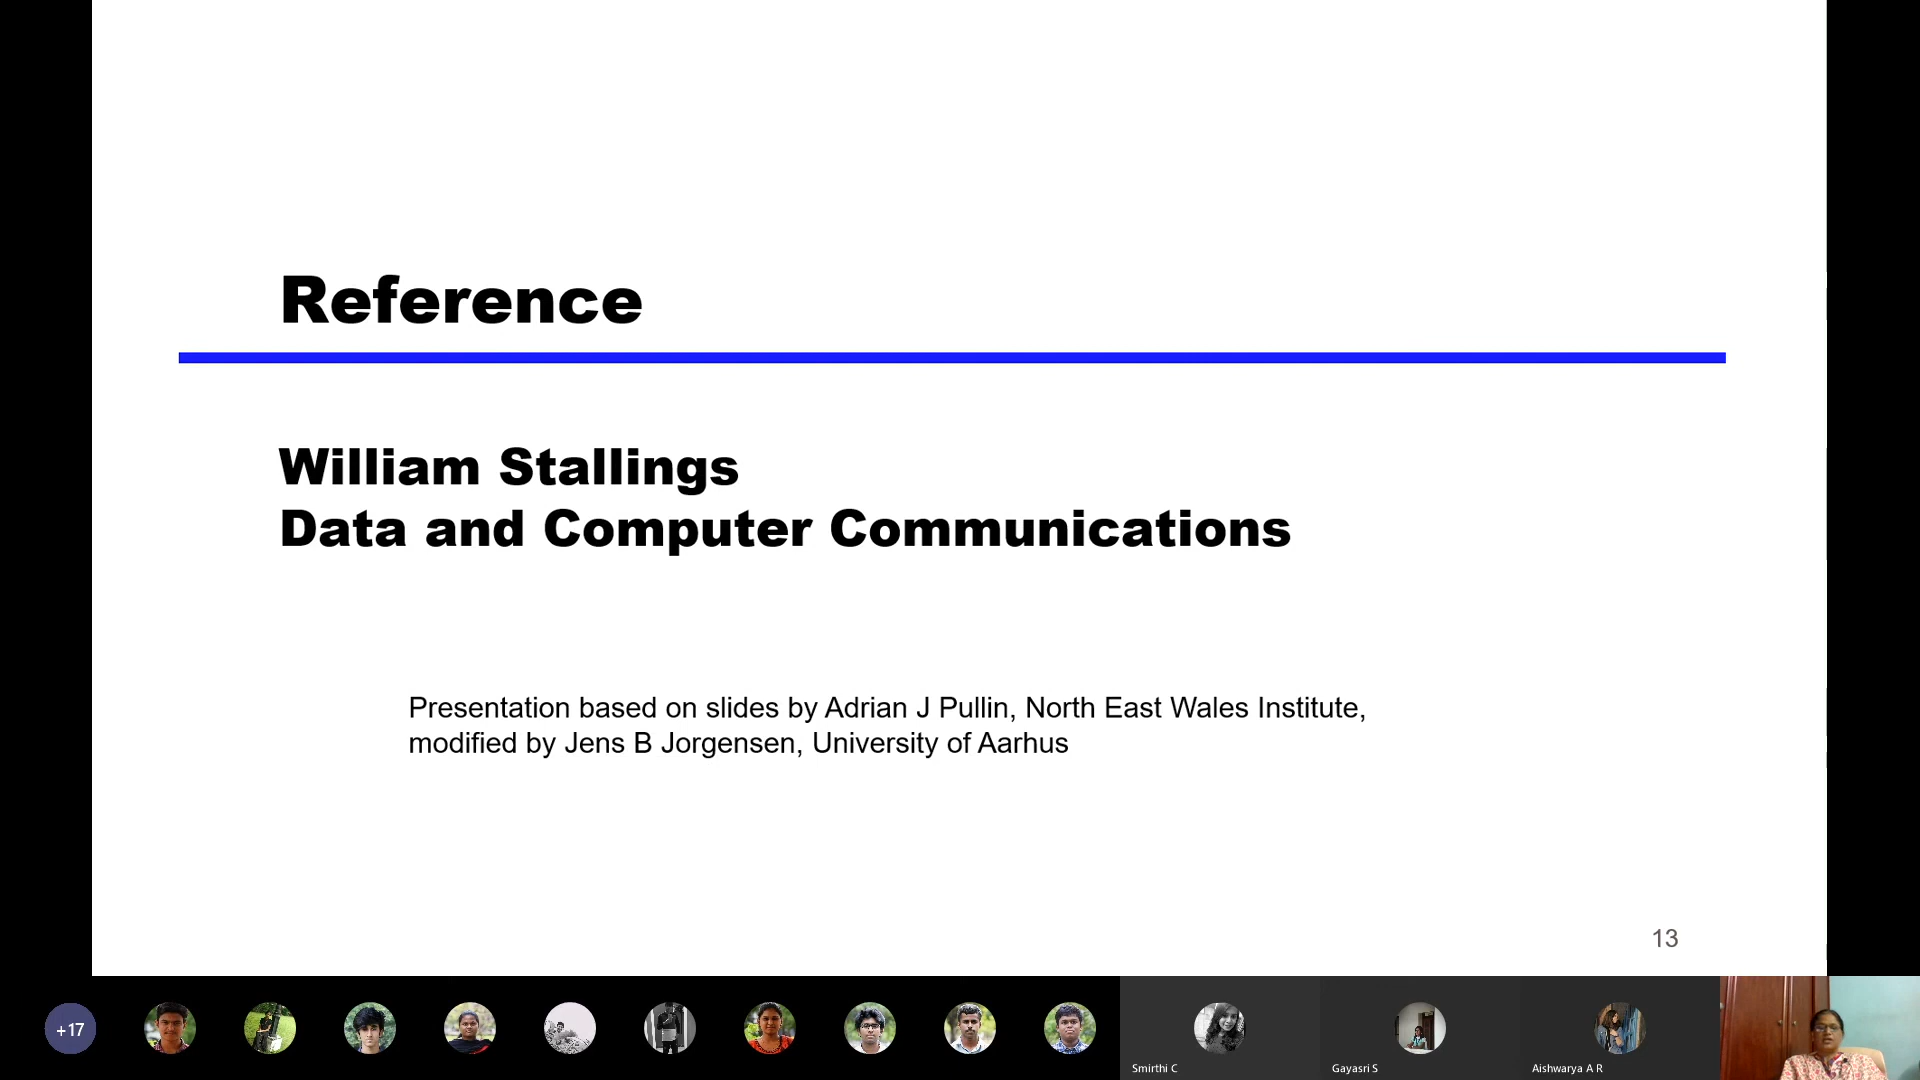 Reference
William Stallings
Data and Computer Communications
Presentation based on slides by Adrian J Pullin, North East Wales Institute,
modified by Jens B Jorgensen, University of Aarhus
13
+17
Smirthi C
Gayasri S
Aishwarya A R